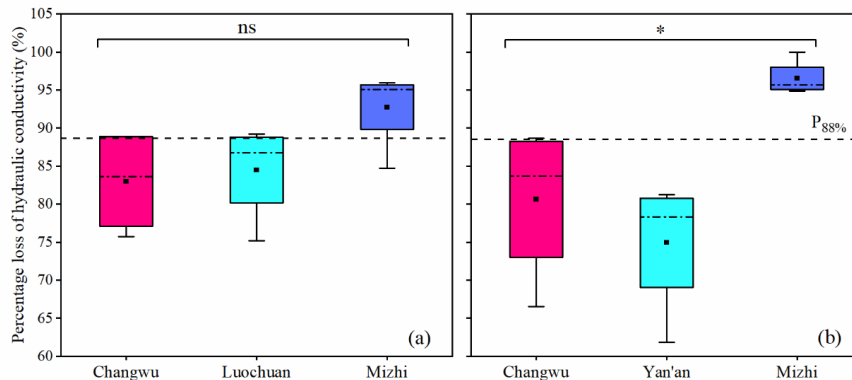 Percentage loss of hydraulic conductivity (%)
105
100
95
90
85
80
75
70
65
60
ns
(a)
Changwu Luochuan Mizhi
*
P88%
(b)
Changwu Yan'an Mizhi